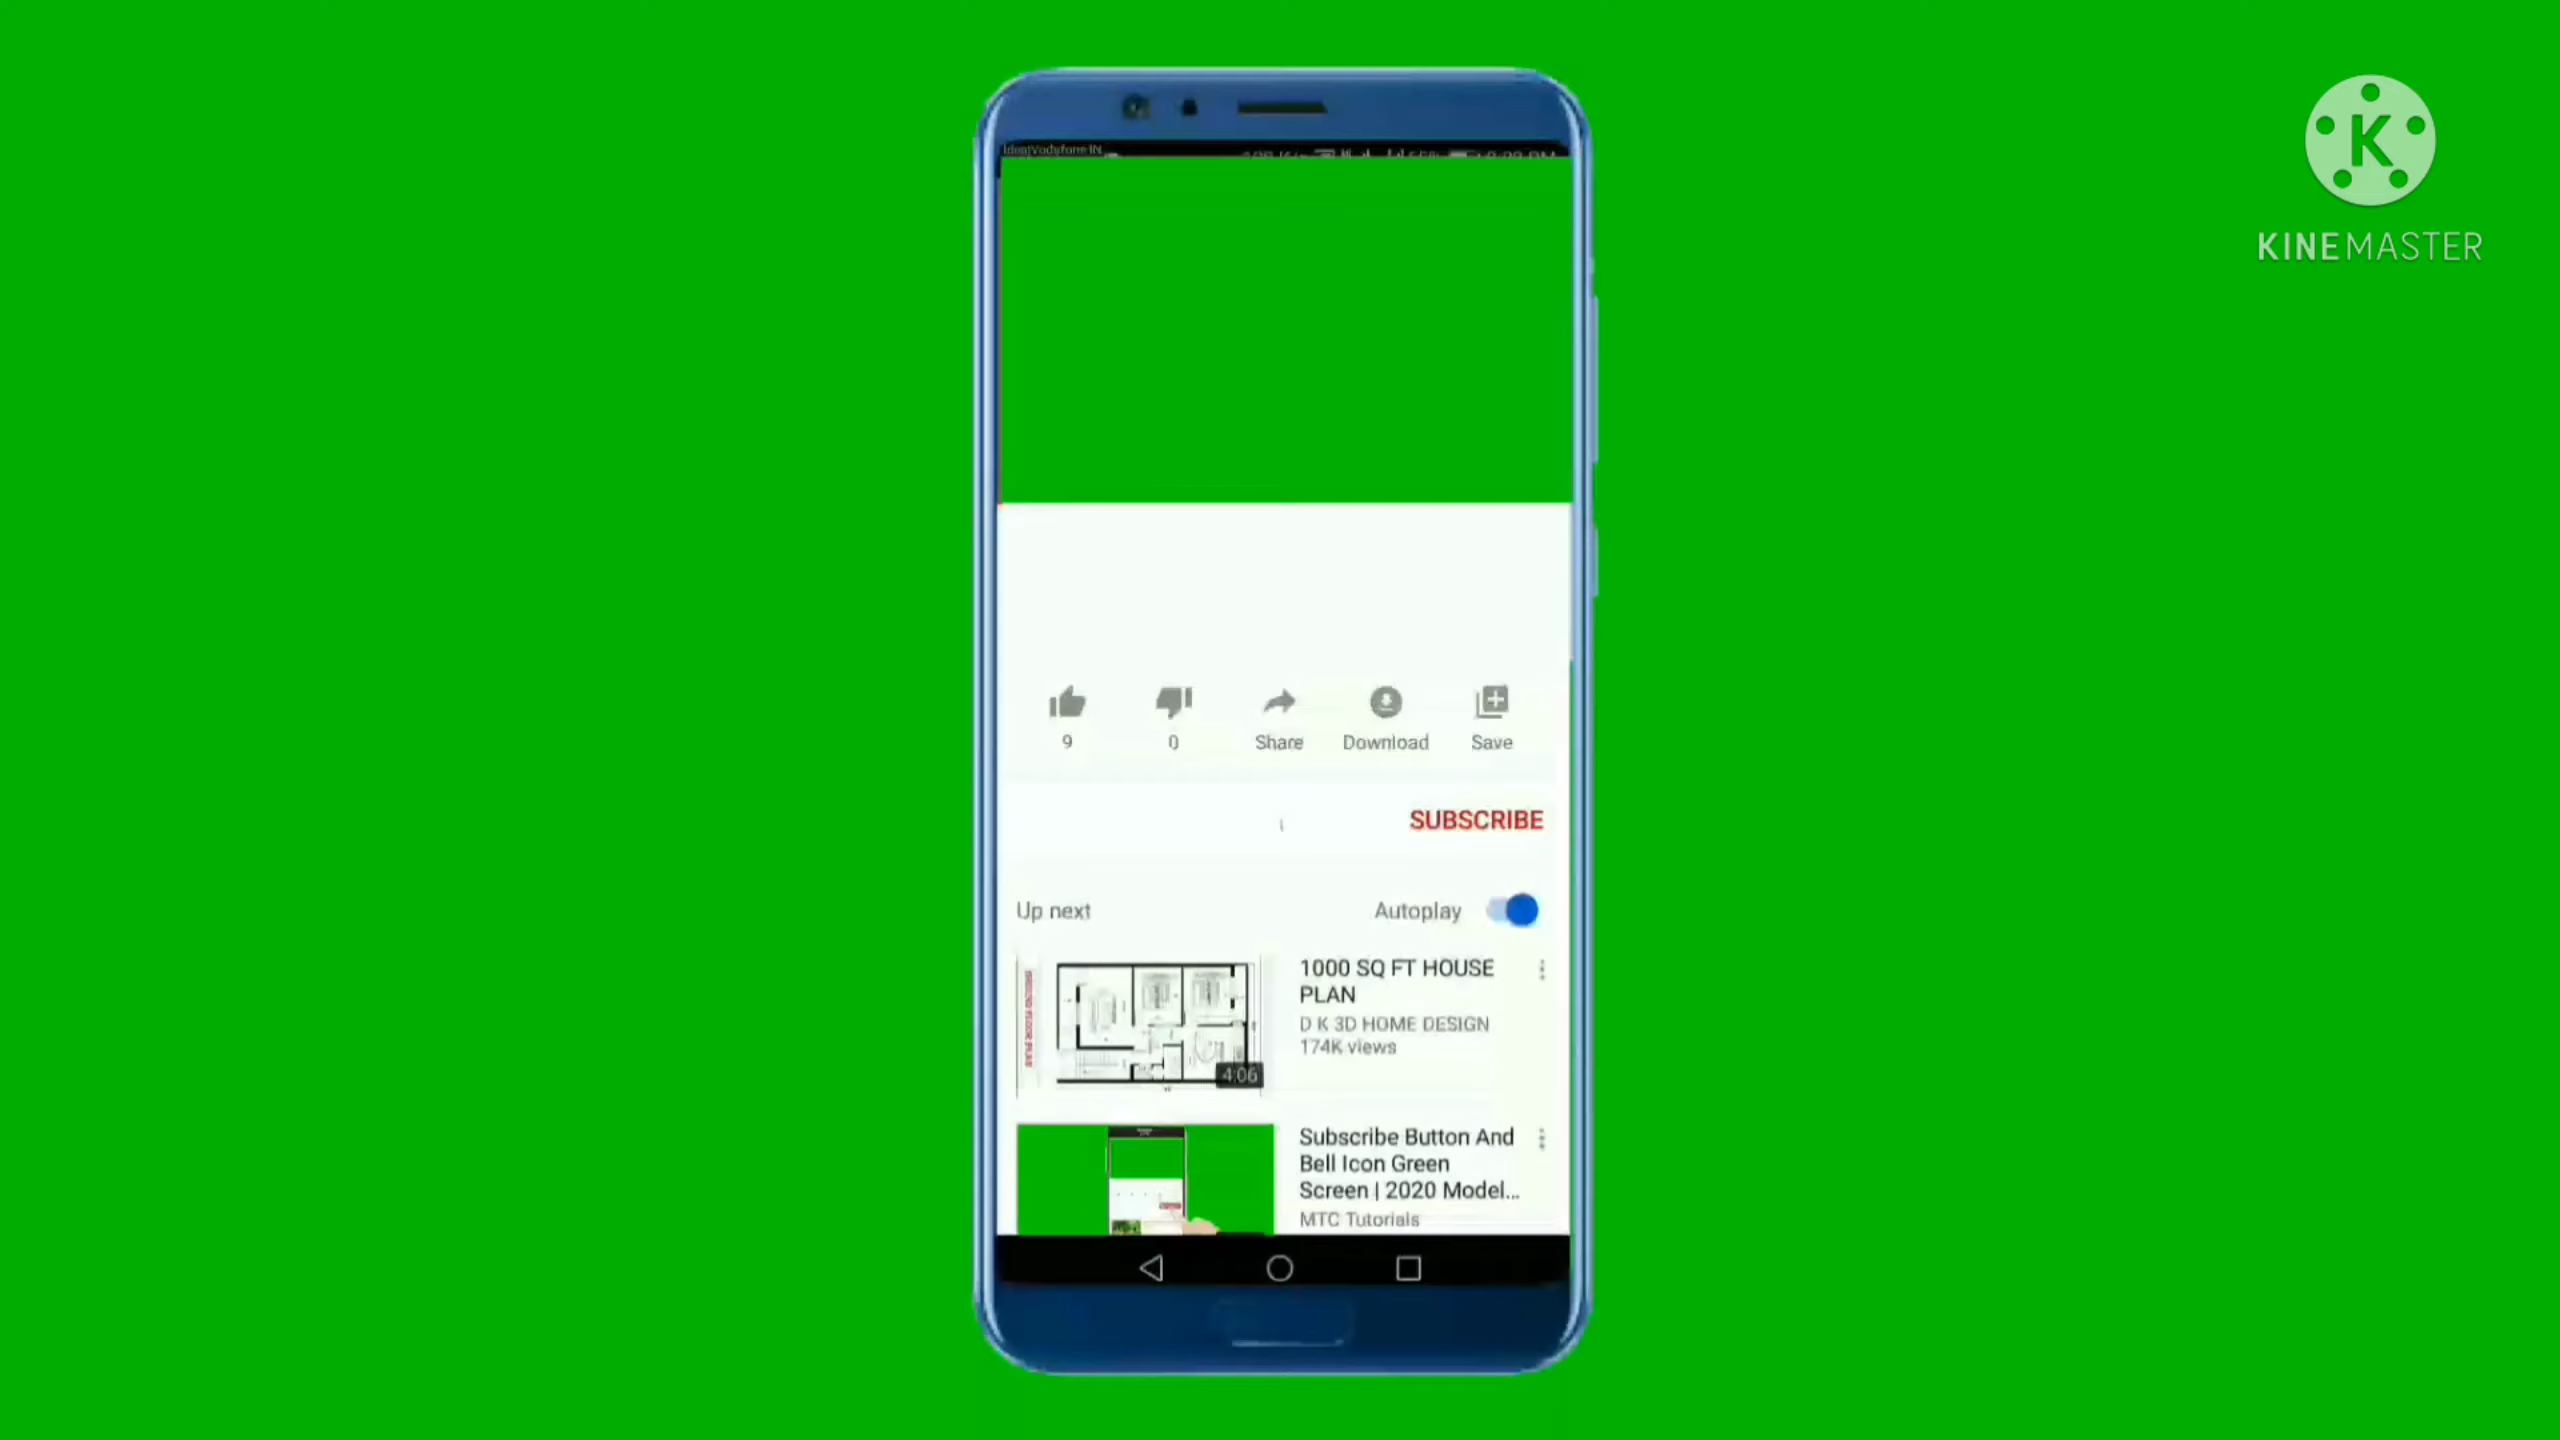 KINEMASTER
9
0
Share
Download
Save
SUBSCRIBE
Up next
Autoplay
1000 SQ FT HOUSE
PLAN
D K 3D HOME DESIGN
174K views
4:06
Subscribe Button And
Bell Icon Green
Screen | 2020 Model...
MTC Tutorials